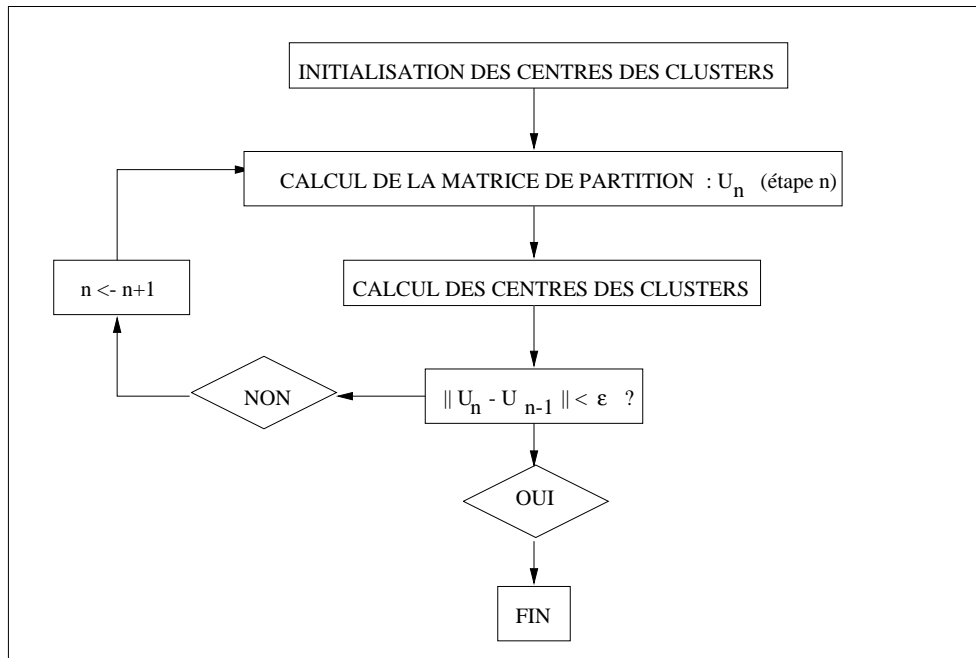 INITIALISATION DES CENTRES DES CLUSTERS
CALCUL DE LA MATRICE DE PARTITION : U_n (étape n)
n <- n+1
CALCUL DES CENTRES DES CLUSTERS
NON
|| U_n - U_n-1 || < ε ?
OUI
FIN